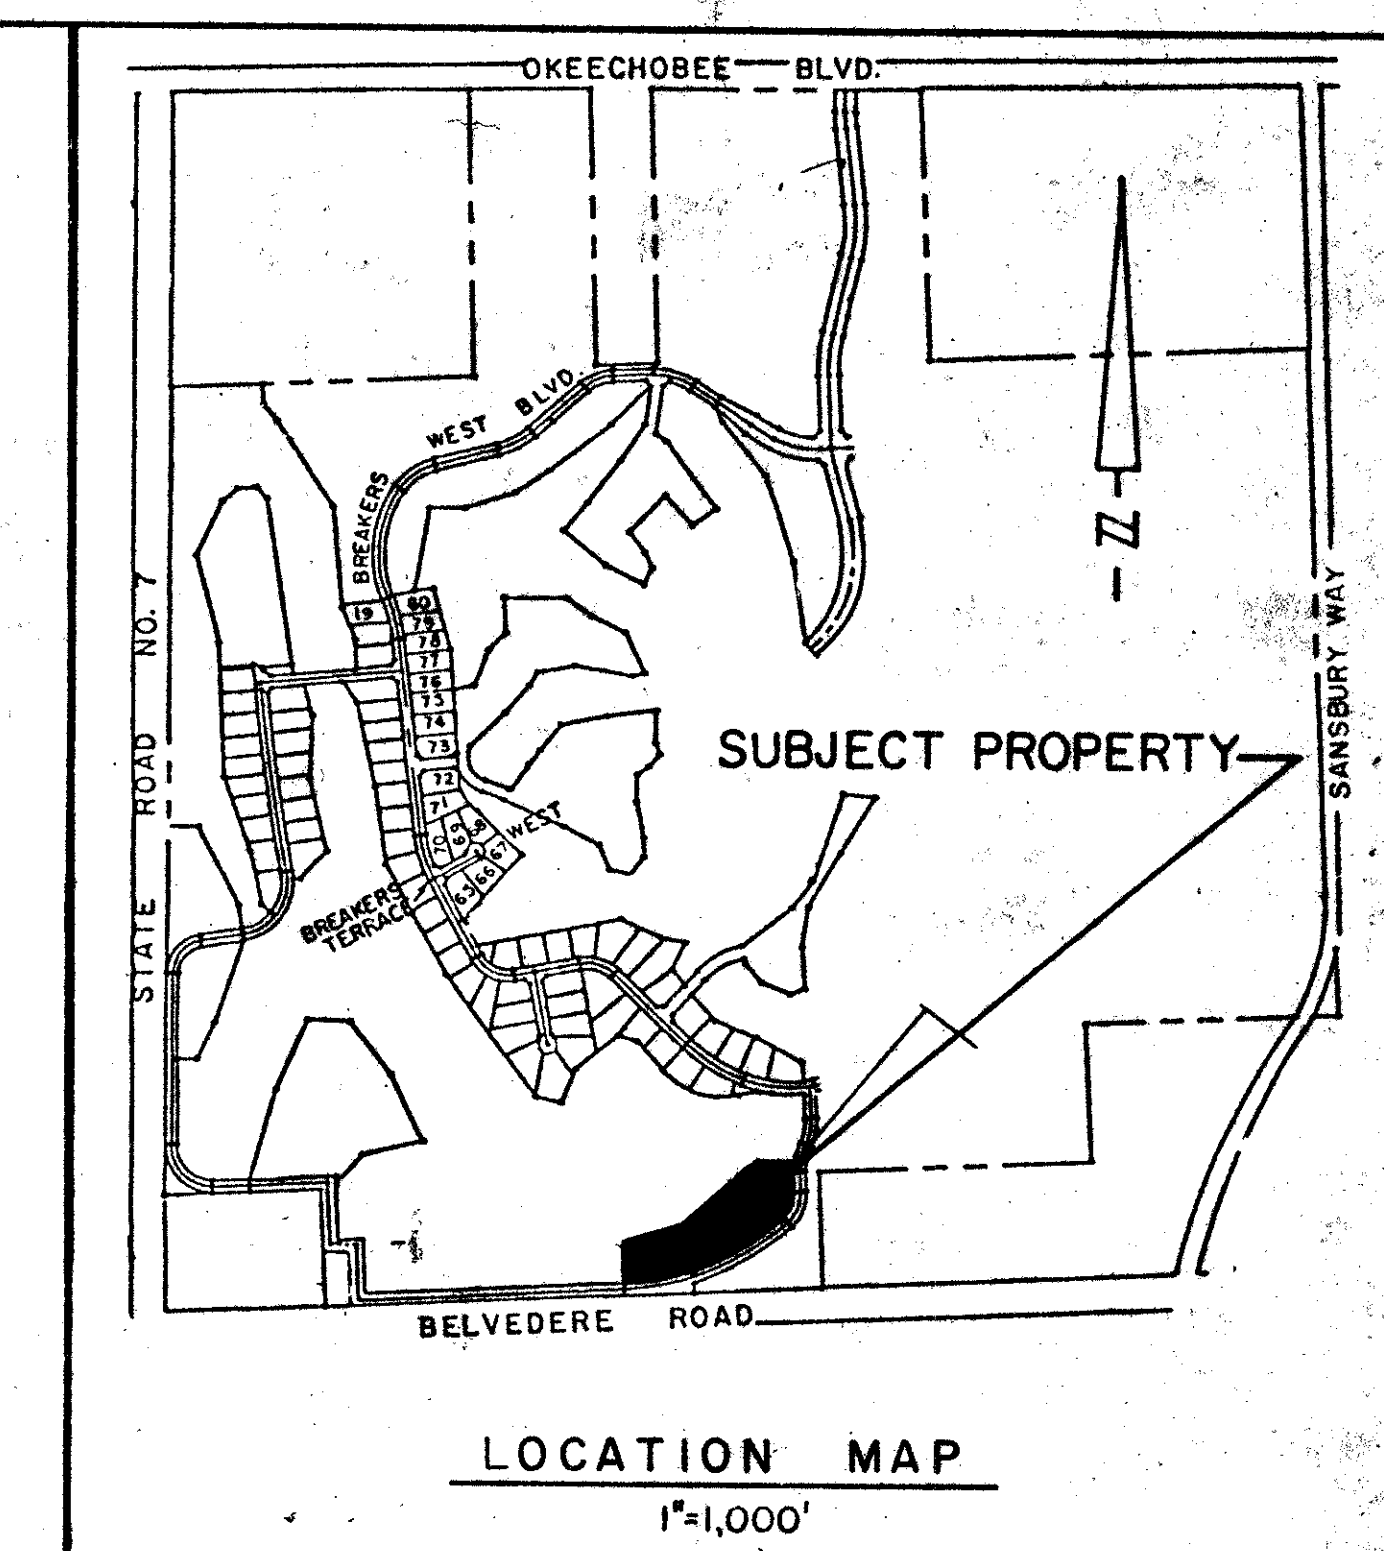 OKEECHOBEE BLVD.
BREAKERS WEST BLVD.
N
STATE ROAD NO. 7
SANSBURY WAY
19
80
79
78
77
76
75
74
73
72
71
70
69
68
67
66
65
SUBJECT PROPERTY
BREAKERS WEST
TERRACE
BELVEDERE ROAD
LOCATION MAP
1"=1,000'